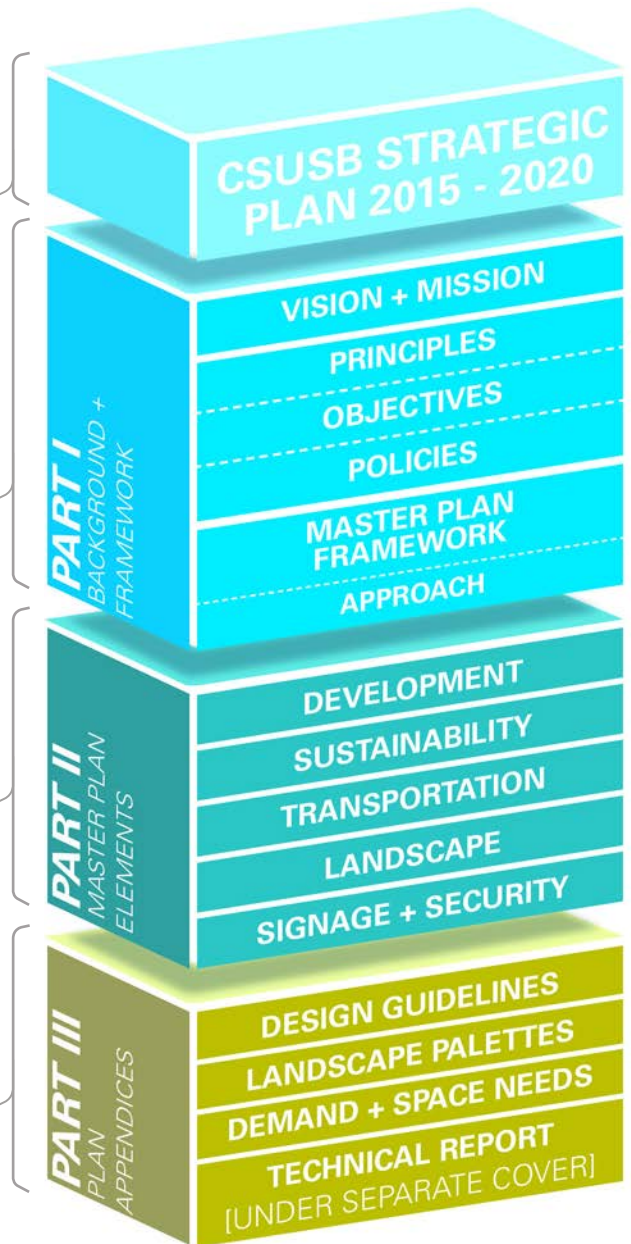 CSUSB STRATEGIC
PLAN 2015 - 2020
PART I
BACKGROUND +
FRAMEWORK
VISION + MISSION
PRINCIPLES
OBJECTIVES
POLICIES
MASTER PLAN
FRAMEWORK
APPROACH
PART II
MASTER PLAN
ELEMENTS
DEVELOPMENT
SUSTAINABILITY
TRANSPORTATION
LANDSCAPE
SIGNAGE + SECURITY
PART III
PLAN
APPENDICES
DESIGN GUIDELINES
LANDSCAPE PALETTES
DEMAND + SPACE NEEDS
TECHNICAL REPORT
[UNDER SEPARATE COVER]